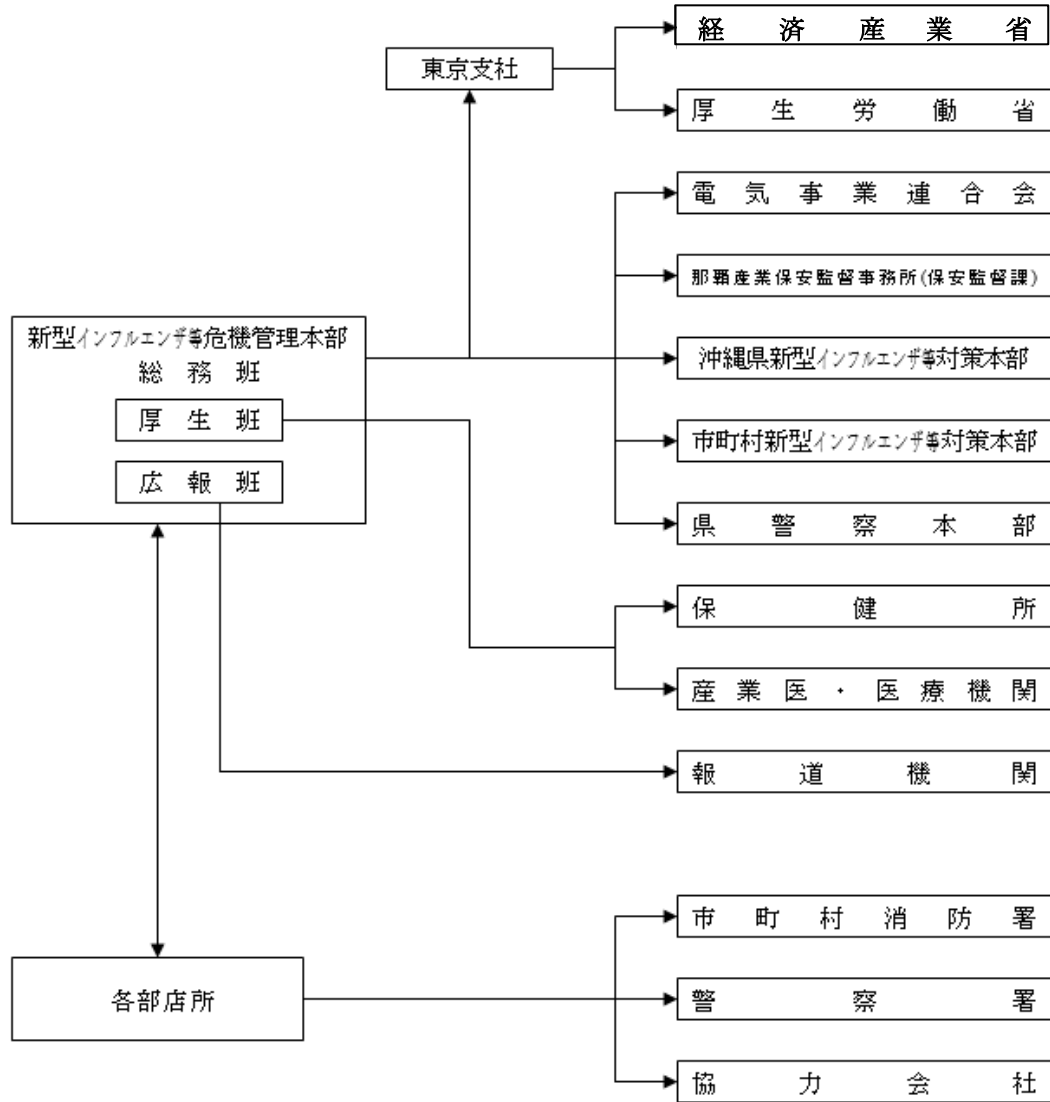 経済産業省
東京支社
厚生労働省
電気事業連合会
那覇産業保安監督事務所(保安監督課)
新型インフルエンザ等危機管理本部
総務班
厚生班
広報班
沖縄県新型インフルエンザ等対策本部
市町村新型インフルエンザ等対策本部
県警察本部
保健所
産業医・医療機関
報道機関
市町村消防署
各部店所
警察署
協力会社